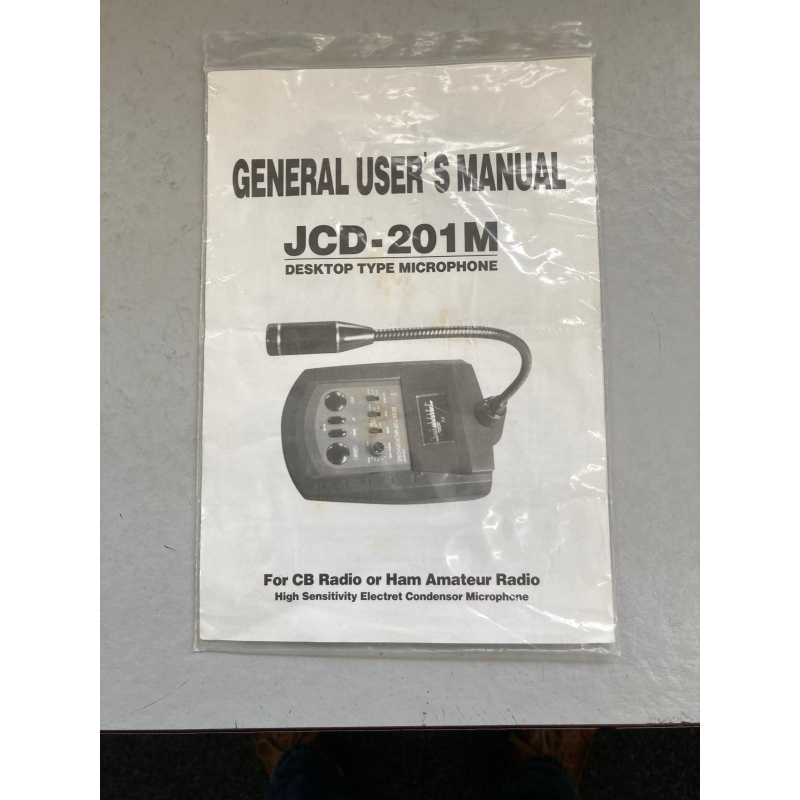 GENERAL USER'S MANUAL
JCD-201M
DESKTOP TYPE MICROPHONE
For CB Radio or Ham Amateur Radio
High Sensitivity Electret Condensor Microphone